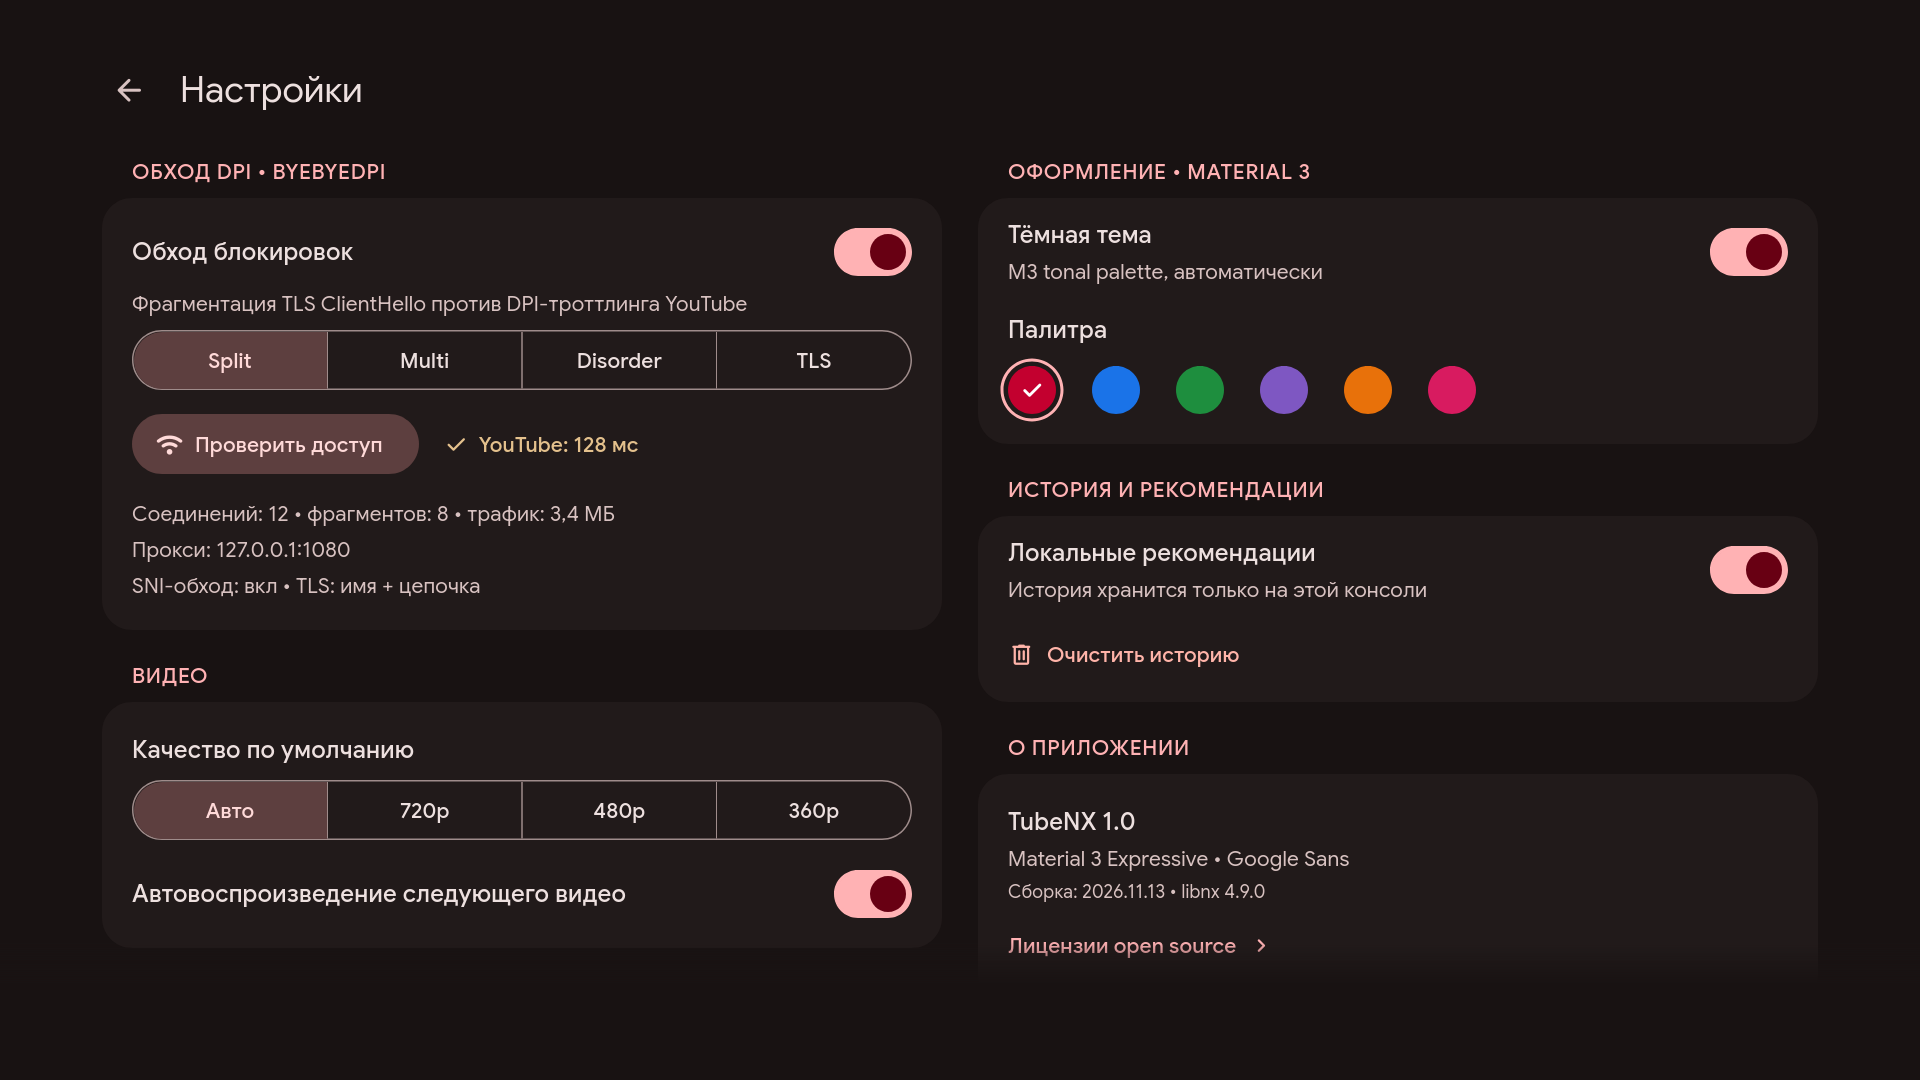 Настройки
ОБХОД DPI • BYEBYEDPI
Обход блокировок
Фрагментация TLS ClientHello против DPI-троттлинга YouTube
Split
Multi
Disorder
TLS
Проверить доступ
YouTube: 128 мс
Соединений: 12 • фрагментов: 8 • трафик: 3,4 МБ
Прокси: 127.0.0.1:1080
SNI-обход: вкл • TLS: имя + цепочка
ВИДЕО
Качество по умолчанию
Авто
720p
480p
360p
Автовоспроизведение следующего видео
ОФОРМЛЕНИЕ • MATERIAL 3
Тёмная тема
M3 tonal palette, автоматически
Палитра
ИСТОРИЯ И РЕКОМЕНДАЦИИ
Локальные рекомендации
История хранится только на этой консоли
Очистить историю
О ПРИЛОЖЕНИИ
TubeNX 1.0
Material 3 Expressive • Google Sans
Сборка: 2026.11.13 • libnx 4.9.0
Лицензии open source